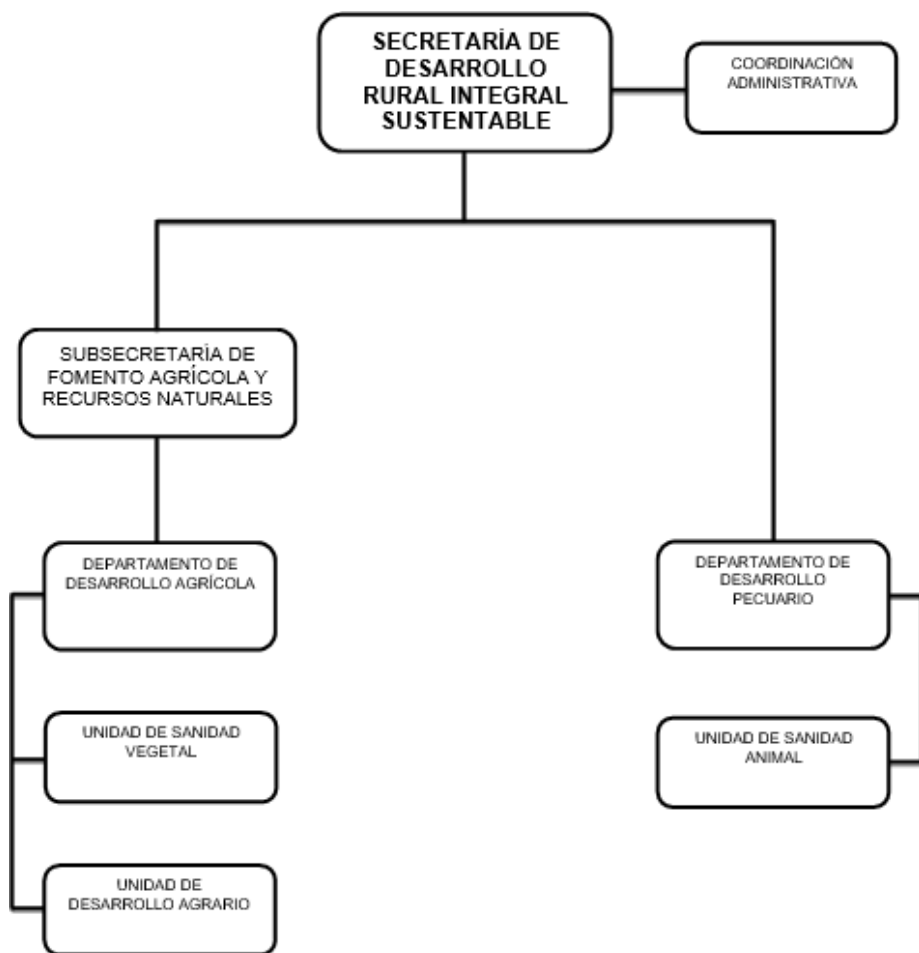 SECRETARÍA DE
DESARROLLO
RURAL INTEGRAL
SUSTENTABLE
COORDINACIÓN
ADMINISTRATIVA
SUBSECRETARÍA DE
FOMENTO AGRÍCOLA Y
RECURSOS NATURALES
DEPARTAMENTO DE
DESARROLLO AGRÍCOLA
DEPARTAMENTO DE
DESARROLLO
PECUARIO
UNIDAD DE SANIDAD
VEGETAL
UNIDAD DE SANIDAD
ANIMAL
UNIDAD DE
DESARROLLO AGRARIO